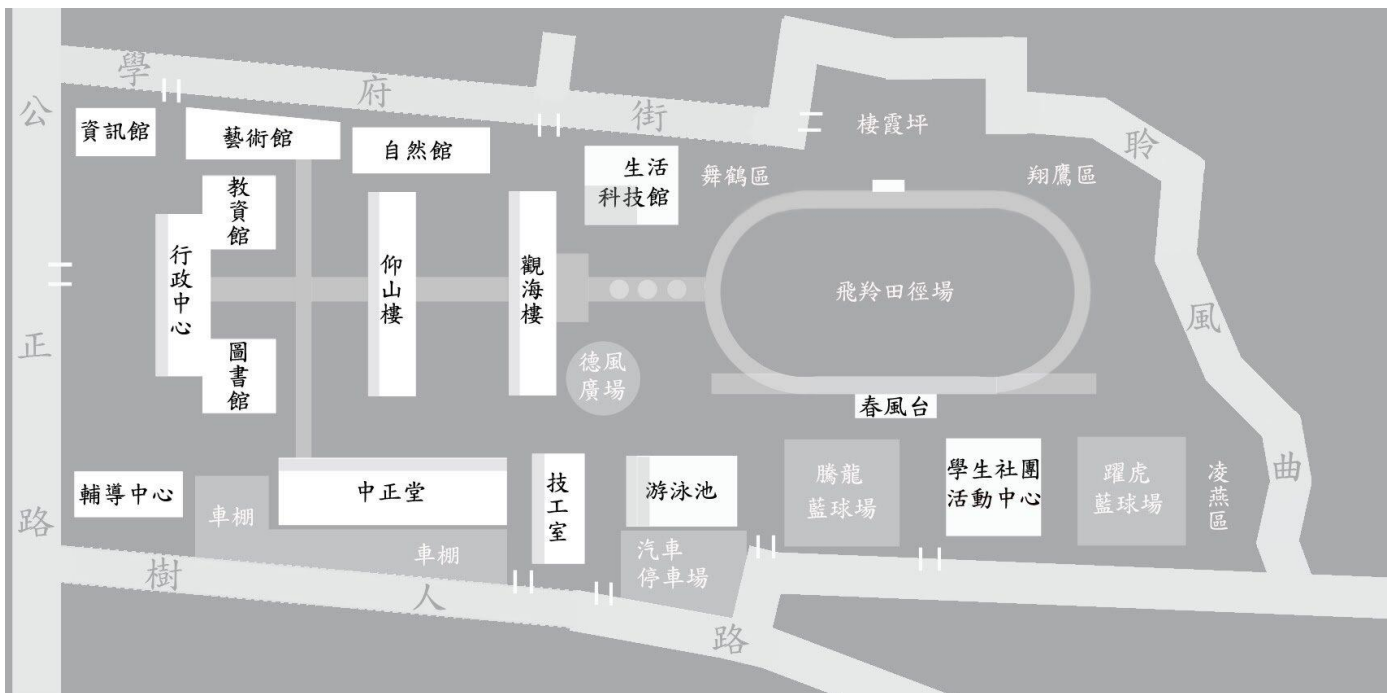 學府街
公正路
聆風曲
樹人路
資訊館
藝術館
自然館
生活
科技館
棲霞坪
舞鶴區
翔鷹區
教資館
行政中心
圖書館
仰山樓
觀海樓
飛羚田徑場
德風
廣場
春風台
輔導中心
車棚
中正堂
車棚
技工室
游泳池
汽車
停車場
騰龍
籃球場
學生社團
活動中心
躍虎
籃球場
凌燕區